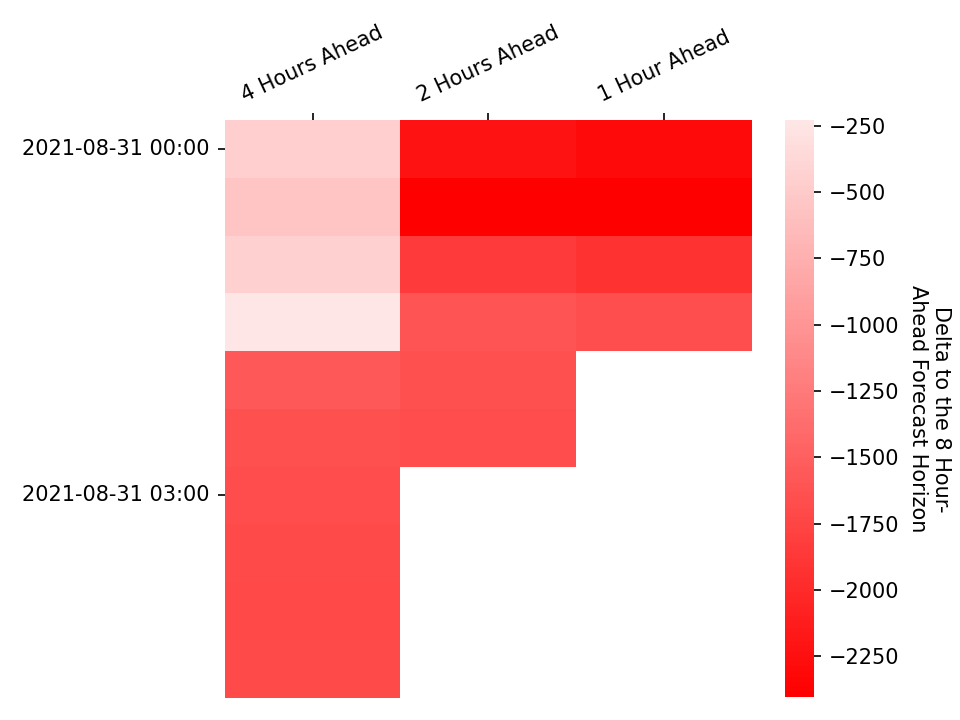 4 Hours Ahead
2 Hours Ahead
1 Hour Ahead
2021-08-31 00:00
2021-08-31 03:00
−250
−500
−750
−1000
−1250
−1500
−1750
−2000
−2250
Delta to the 8 Hour-
Ahead Forecast Horizon